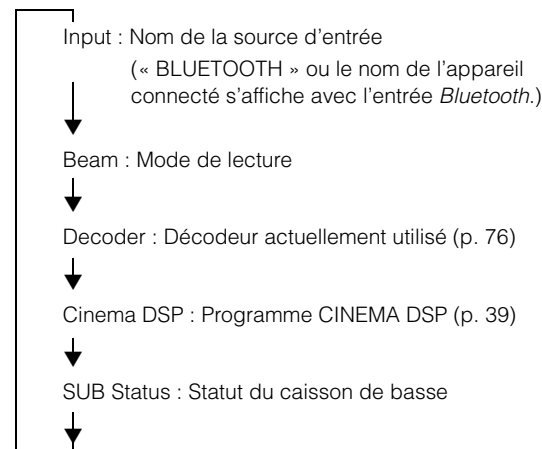 Input : Nom de la source d'entrée
(« BLUETOOTH » ou le nom de l'appareil
connecté s'affiche avec l'entrée Bluetooth.)
Beam : Mode de lecture
Decoder : Décodeur actuellement utilisé (p. 76)
Cinema DSP : Programme CINEMA DSP (p. 39)
SUB Status : Statut du caisson de basse